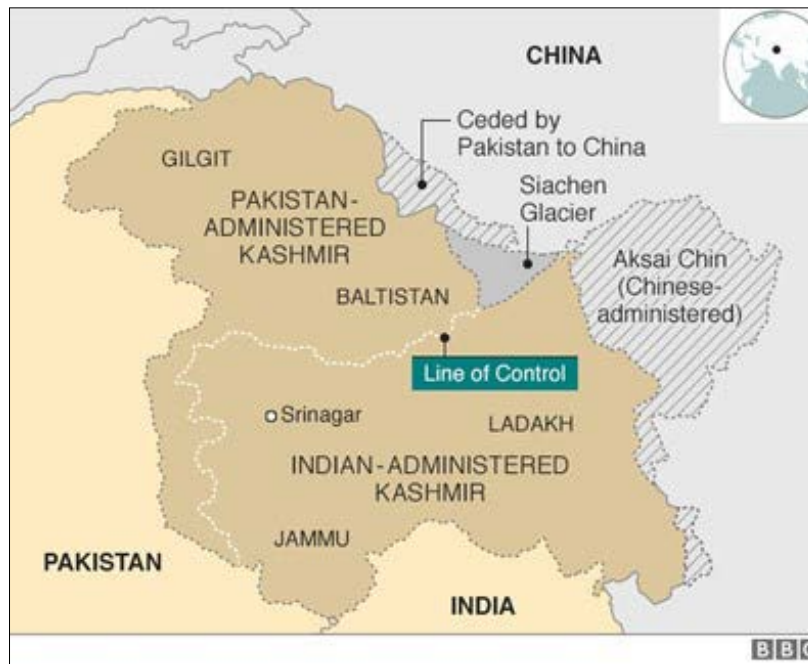 CHINA
Ceded by
Pakistan to China
GILGIT
Siachen
Glacier
PAKISTAN-
ADMINISTERED
KASHMIR
Aksai Chin
(Chinese-
administered)
BALTISTAN
Line of Control
Srinagar
LADAKH
INDIAN-ADMINISTERED
KASHMIR
JAMMU
PAKISTAN
INDIA
BBC